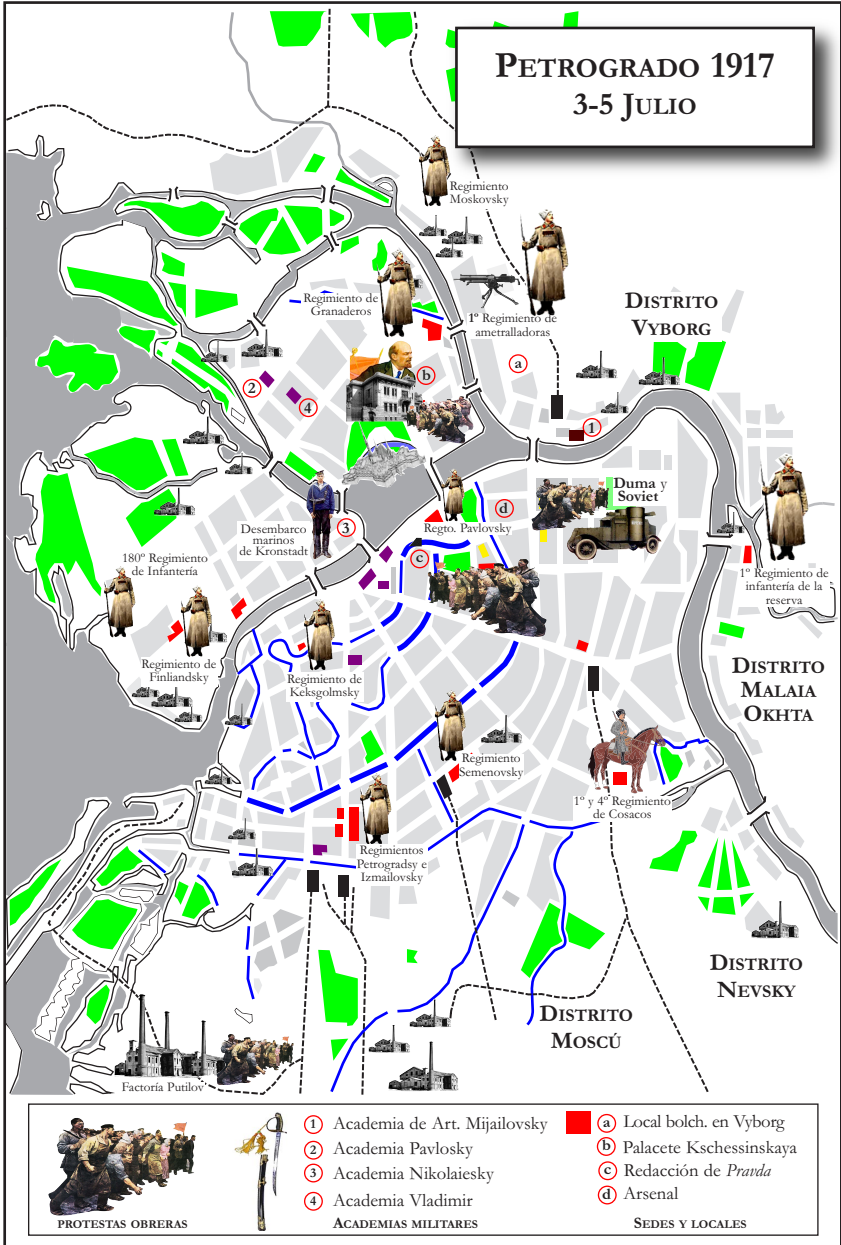 PETROGRADO 1917
3-5 JULIO
Regimiento
Moskovsky
Regimiento de
Granaderos
1º Regimiento de
ametralladoras
DISTRITO
VYBORG
a
b
2
4
1
Duma y
Soviet
d
Regto. Pavlovsky
3
Desembarco
marinos
de Kronstadt
c
180º Regimiento
de Infantería
1º Regimiento de
infantería de la
reserva
Regimiento de
Finliandsky
Regimiento de
Keksgolmsky
DISTRITO
MALAIA
OKHTA
Regimiento
Semenovsky
1º y 4º Regimiento
de Cosacos
Regimientos
Petrogradsy e
Izmailovsky
DISTRITO
NEVSKY
DISTRITO
MOSCÚ
Factoría Putilov
PROTESTAS OBRERAS
1 Academia de Art. Mijailovsky
2 Academia Pavlosky
3 Academia Nikolaiesky
4 Academia Vladimir
ACADEMIAS MILITARES
a Local bolch. en Vyborg
b Palacete Kschessinskaya
c Redacción de Pravda
d Arsenal
SEDES Y LOCALES